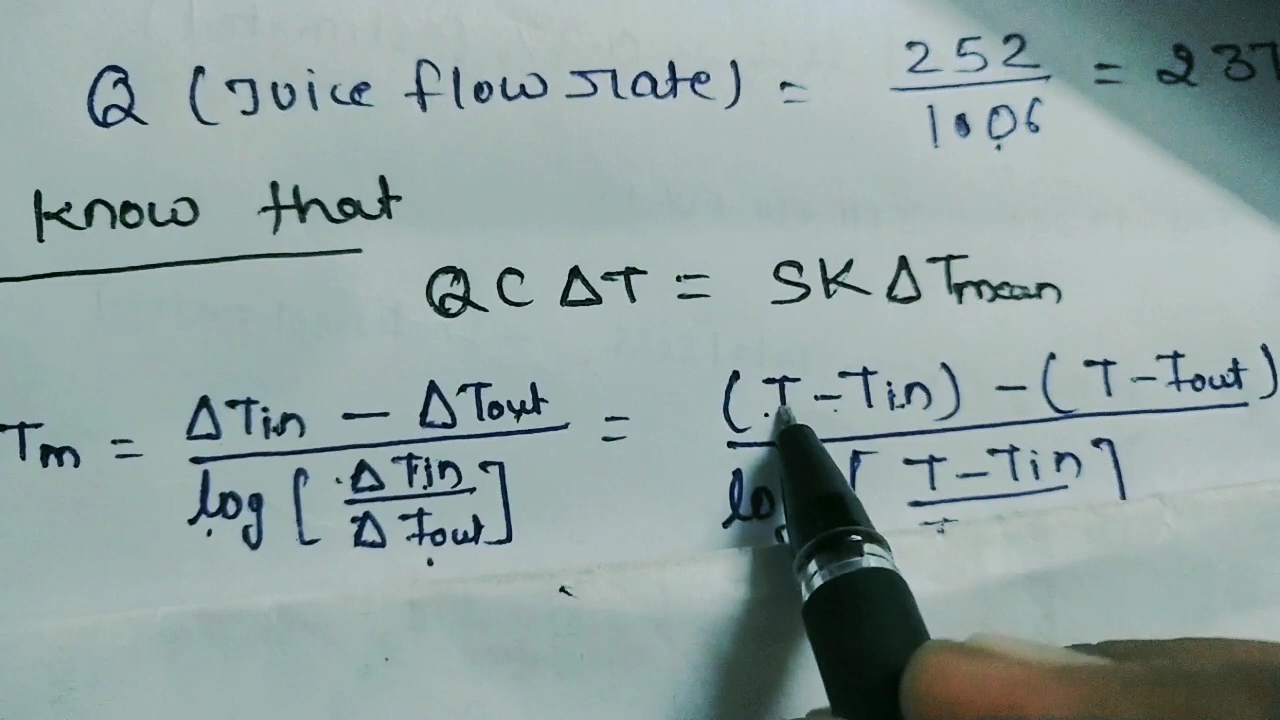 Q (Juice flow rate) = 252/1.06 = 237
know that
QCΔT = SKΔTmean
Tm = ΔTin - ΔTout / log [ΔTin / ΔTout] = (T-Tin) - (T-Tout) / [T-Tin]